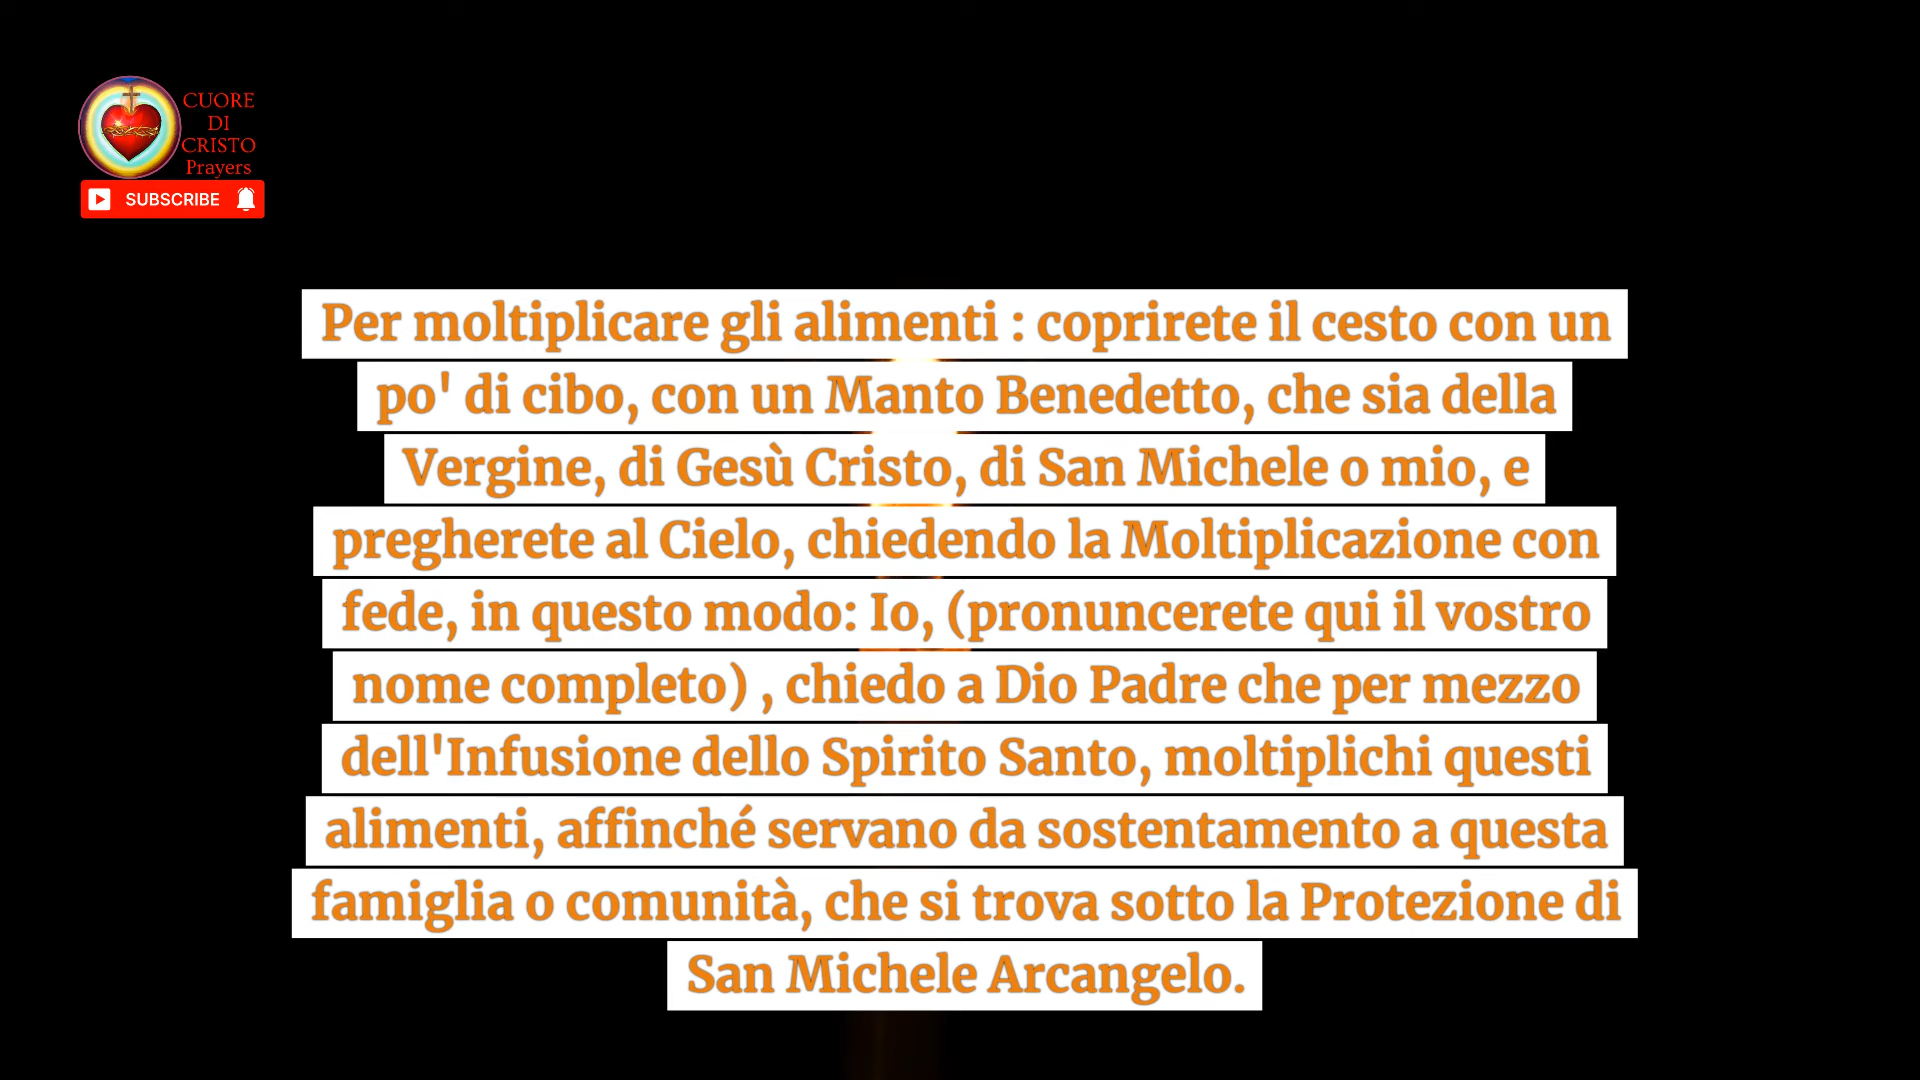 CUORE
DI
CRISTO
Prayers
SUBSCRIBE
Per moltiplicare gli alimenti : coprirete il cesto con un
po' di cibo, con un Manto Benedetto, che sia della
Vergine, di Gesù Cristo, di San Michele o mio, e
pregherete al Cielo, chiedendo la Moltiplicazione con
fede, in questo modo: Io, (pronuncerete qui il vostro
nome completo) , chiedo a Dio Padre che per mezzo
dell'Infusione dello Spirito Santo, moltiplichi questi
alimenti, affinché servano da sostentamento a questa
famiglia o comunità, che si trova sotto la Protezione di
San Michele Arcangelo.